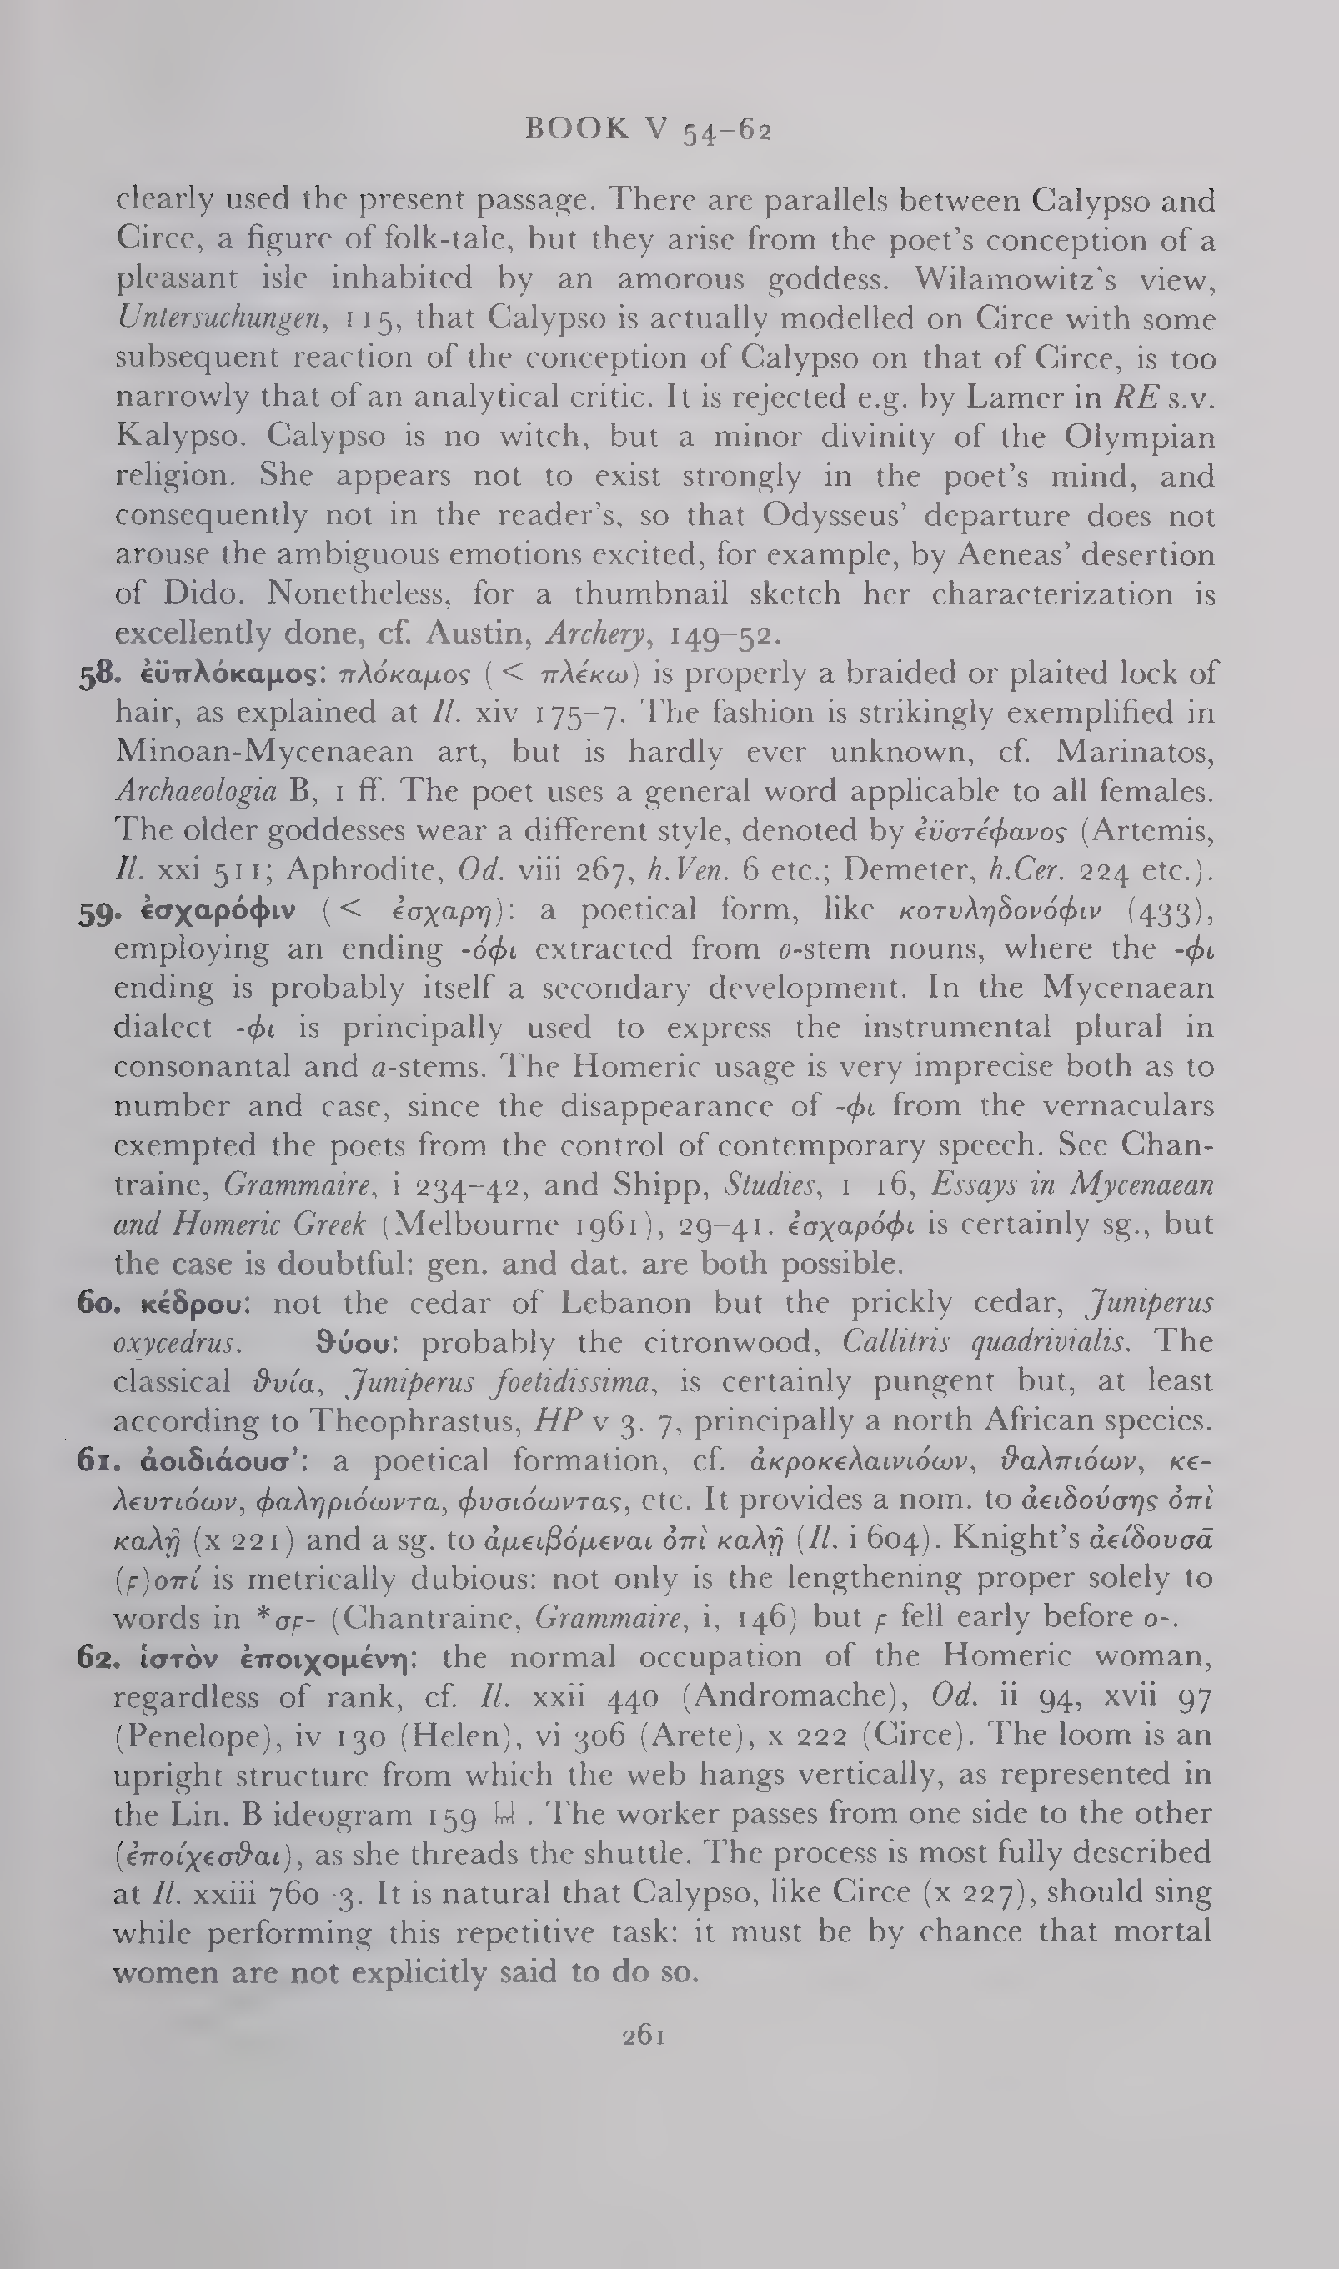 BOOK V 54–62
clearly used the present passage. There are parallels between Calypso and
Circe, a figure of folk-tale, but they arise from the poet's conception of a
pleasant isle inhabited by an amorous goddess. Wilamowitz's view,
Untersuchungen, 115, that Calypso is actually modelled on Circe with some
subsequent reaction of the conception of Calypso on that of Circe, is too
narrowly that of an analytical critic. It is rejected e.g. by Lamer in RE s.v.
Kalypso. Calypso is no witch, but a minor divinity of the Olympian
religion. She appears not to exist strongly in the poet's mind, and
consequently not in the reader's, so that Odysseus' departure does not
arouse the ambiguous emotions excited, for example, by Aeneas' desertion
of Dido. Nonetheless, for a thumbnail sketch her characterization is
excellently done, cf. Austin, Archery, 149–52.
58. ἐϋπλόκαμος: πλόκαμος (< πλέκω) is properly a braided or plaited lock of
hair, as explained at Il. xiv 175–7. The fashion is strikingly exemplified in
Minoan-Mycenaean art, but is hardly ever unknown, cf. Marinatos,
Archaeologia B, 1 ff. The poet uses a general word applicable to all females.
The older goddesses wear a different style, denoted by ἐϋστέφανος (Artemis,
Il. xxi 511; Aphrodite, Od. viii 267, h.Ven. 6 etc.; Demeter, h.Cer. 224 etc.).
59. ἐσχαρόφιν (< ἐσχαρη): a poetical form, like κοτυληδονόφιν (433),
employing an ending -όφι extracted from o-stem nouns, where the -φι
ending is probably itself a secondary development. In the Mycenaean
dialect -φι is principally used to express the instrumental plural in
consonantal and a-stems. The Homeric usage is very imprecise both as to
number and case, since the disappearance of -φι from the vernaculars
exempted the poets from the control of contemporary speech. See Chan-
traine, Grammaire, i 234–42, and Shipp, Studies, 1 16, Essays in Mycenaean
and Homeric Greek (Melbourne 1961), 29–41. ἐσχαρόφι is certainly sg., but
the case is doubtful: gen. and dat. are both possible.
60. κέδρου: not the cedar of Lebanon but the prickly cedar, Juniperus
oxycedrus. ϑύου: probably the citronwood, Callitris quadrivialis. The
classical ϑυία, Juniperus foetidissima, is certainly pungent but, at least
according to Theophrastus, HP v 3. 7, principally a north African species.
61. ἀοιδιάουσ': a poetical formation, cf. ἀκροκελαινιόων, ϑαλπιόων, κε-
λευτιόων, φαληριόωντα, φυσιόωντας, etc. It provides a nom. to ἀειδούσης ὀπὶ
καλῇ (x 221) and a sg. to ἀμειβόμεναι ὀπὶ καλῇ (Il. i 604). Knight's ἀείδουσᾱ
(ϝ)οπί is metrically dubious: not only is the lengthening proper solely to
words in *σϝ- (Chantraine, Grammaire, i, 146) but ϝ fell early before ο-.
62. ἱστὸν ἐποιχομένη: the normal occupation of the Homeric woman,
regardless of rank, cf. Il. xxii 440 (Andromache), Od. ii 94, xvii 97
(Penelope), iv 130 (Helen), vi 306 (Arete), x 222 (Circe). The loom is an
upright structure from which the web hangs vertically, as represented in
the Lin. B ideogram 159 . The worker passes from one side to the other
(ἐποίχεσϑαι), as she threads the shuttle. The process is most fully described
at Il. xxiii 760-3. It is natural that Calypso, like Circe (x 227), should sing
while performing this repetitive task: it must be by chance that mortal
women are not explicitly said to do so.
261